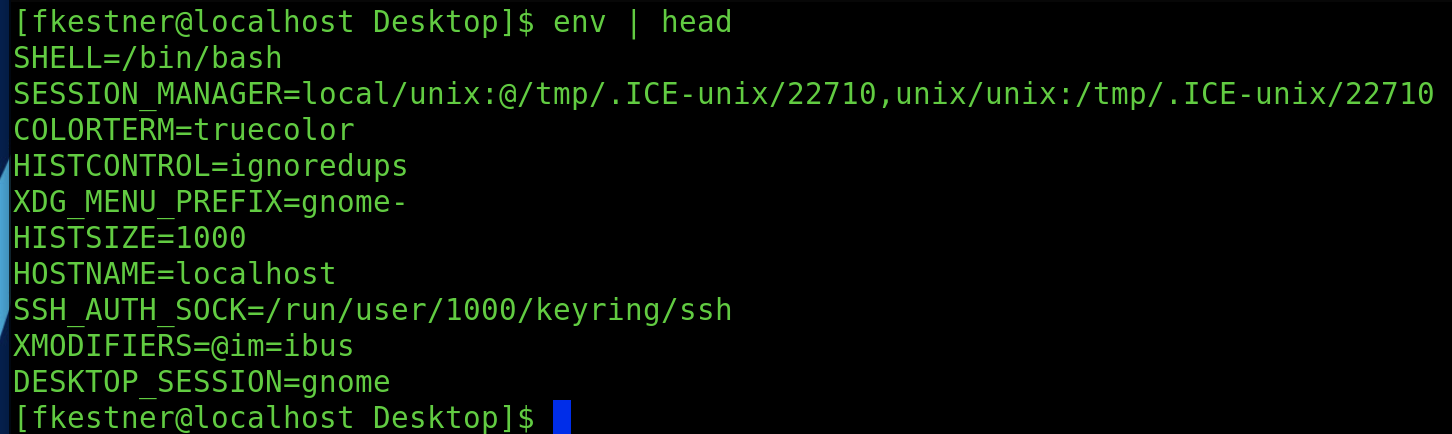 [fkestner@localhost Desktop]$ env | head
SHELL=/bin/bash
SESSION_MANAGER=local/unix:@/tmp/.ICE-unix/22710,unix/unix:/tmp/.ICE-unix/22710
COLORTERM=truecolor
HISTCONTROL=ignoredups
XDG_MENU_PREFIX=gnome-
HISTSIZE=1000
HOSTNAME=localhost
SSH_AUTH_SOCK=/run/user/1000/keyring/ssh
XMODIFIERS=@im=ibus
DESKTOP_SESSION=gnome
[fkestner@localhost Desktop]$